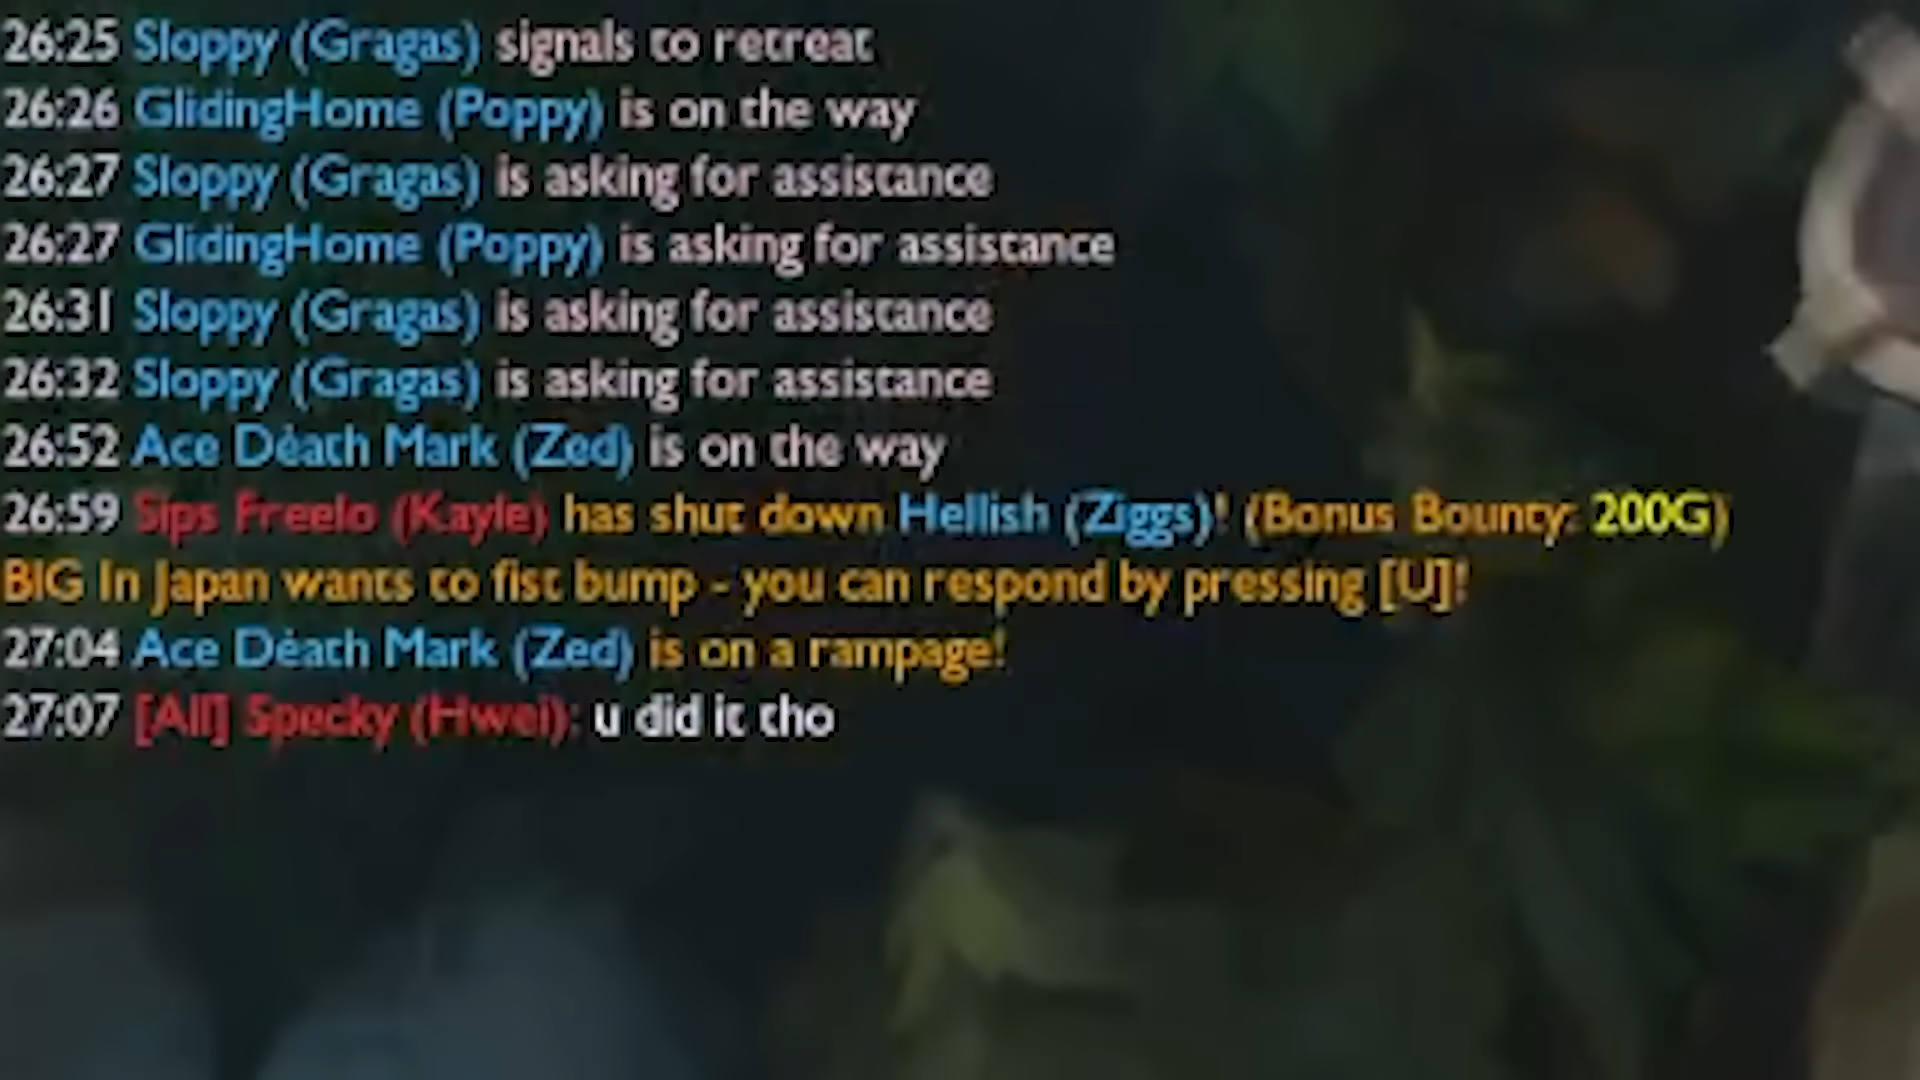 26:25 Sloppy (Gragas) signals to retreat
26:26 GlidingHome (Poppy) is on the way
26:27 Sloppy (Gragas) is asking for assistance
26:27 GlidingHome (Poppy) is asking for assistance
26:31 Sloppy (Gragas) is asking for assistance
26:32 Sloppy (Gragas) is asking for assistance
26:52 Ace Dėath Mark (Zed) is on the way
26:59 Sips Freelo (Kayle) has shut down Hellish (Ziggs)! (Bonus Bounty: 200G)
BIG In Japan wants to fist bump - you can respond by pressing [U]!
27:04 Ace Dėath Mark (Zed) is on a rampage!
27:07 [All] Specky (Hwei): u did it tho